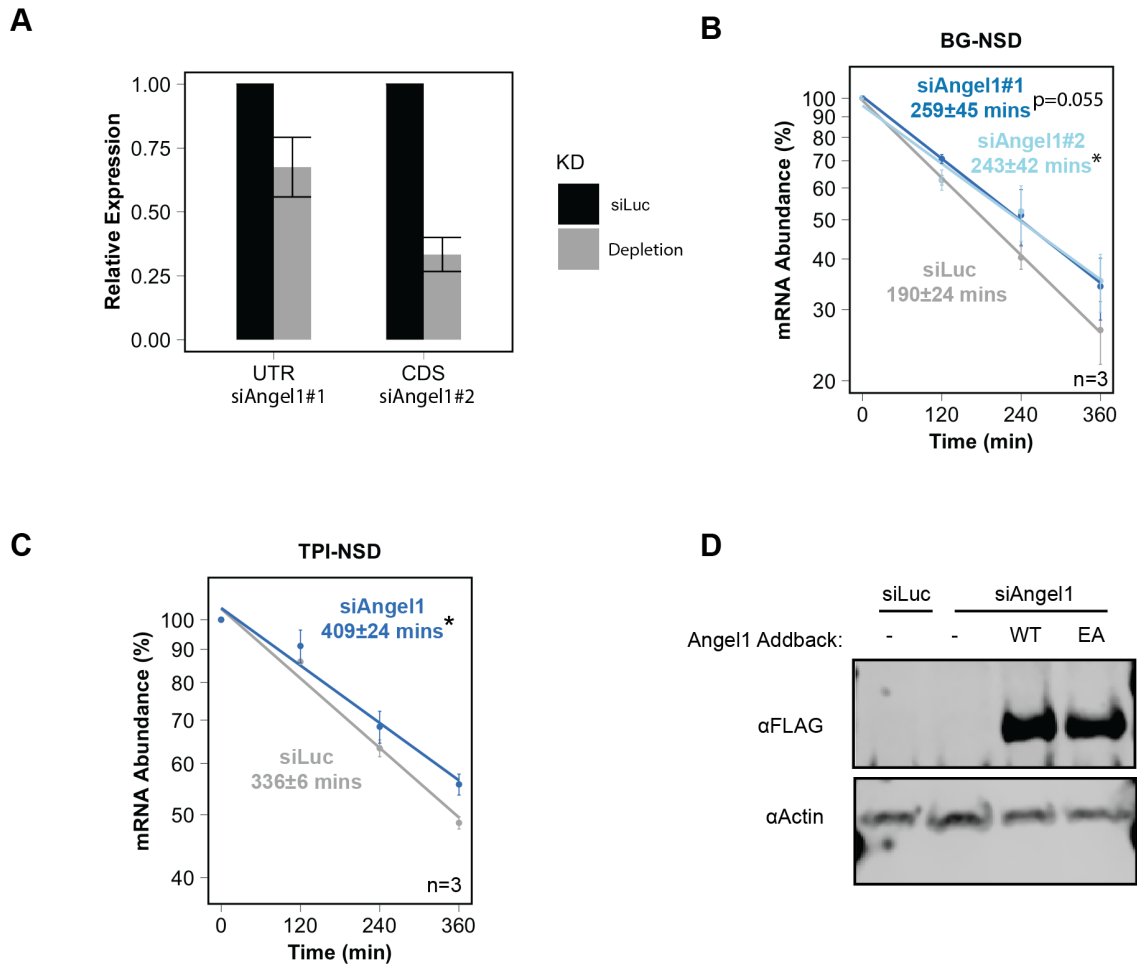 A
Relative Expression
1.00
0.75
0.50
0.25
0.00
UTR
siAngel1#1
CDS
siAngel1#2
KD
siLuc
Depletion
B
BG-NSD
mRNA Abundance (%)
100
90
80
70
60
50
40
30
20
siAngel1#1
259±45 mins
p=0.055
siAngel1#2
243±42 mins*
siLuc
190±24 mins
n=3
0 120 240 360
Time (min)
C
TPI-NSD
mRNA Abundance (%)
100
90
80
70
60
50
40
siAngel1
409±24 mins*
siLuc
336±6 mins
n=3
0 120 240 360
Time (min)
D
siLuc siAngel1
Angel1 Addback: - - WT EA
αFLAG
αActin